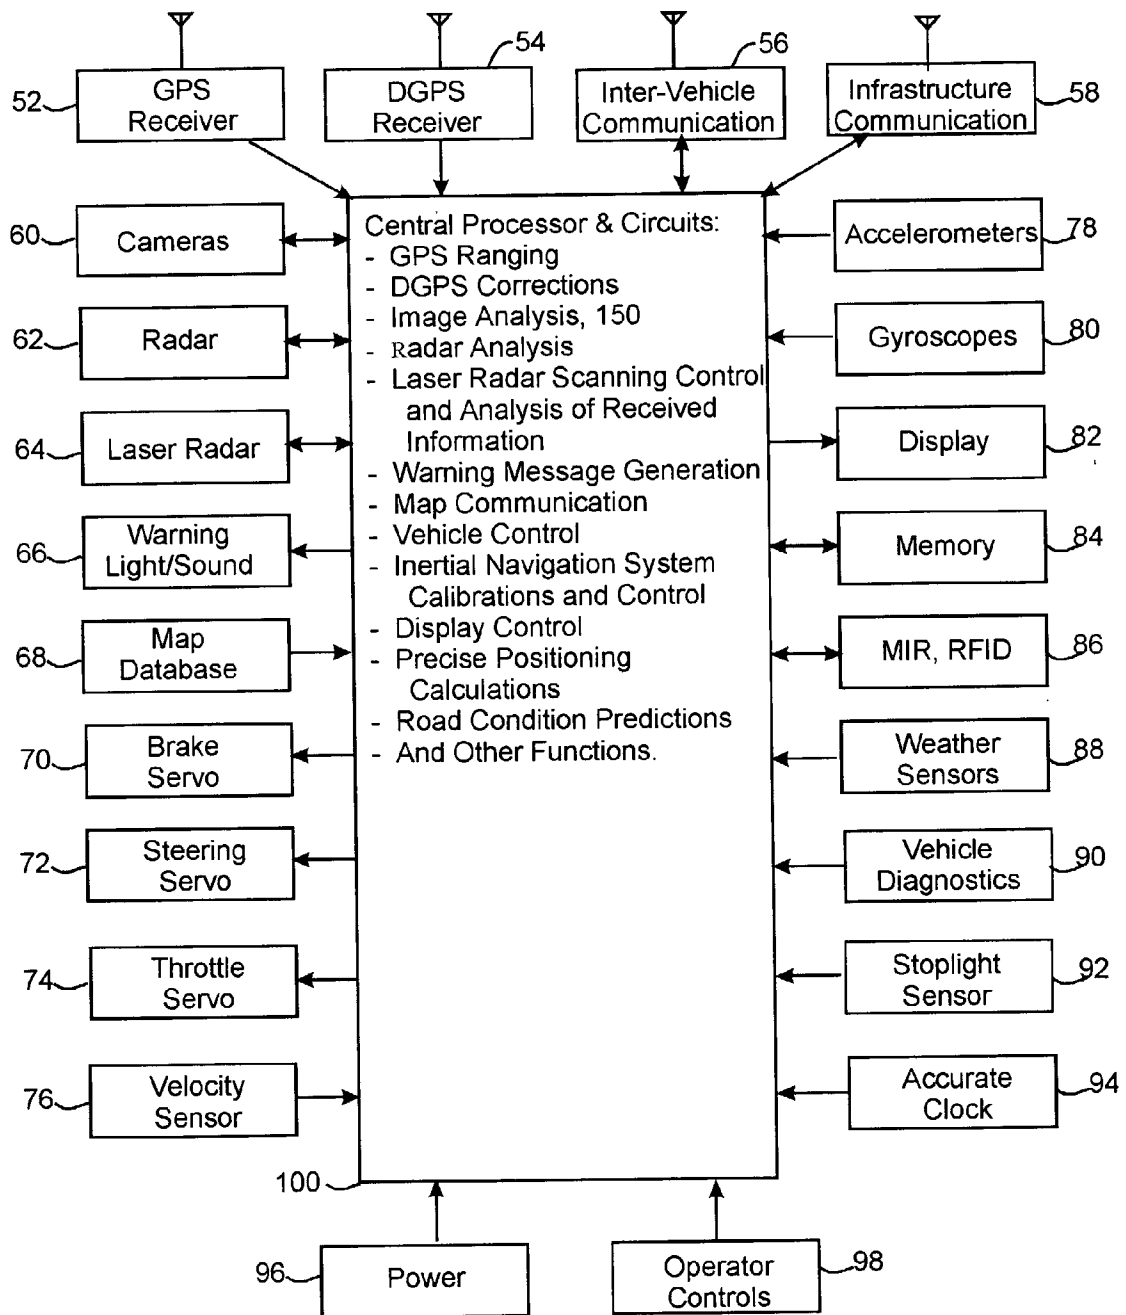 54
56
52
GPS
Receiver
DGPS
Receiver
Inter-Vehicle
Communication
Infrastructure
Communication
58
60
Cameras
62
Radar
64
Laser Radar
66
Warning
Light/Sound
68
Map
Database
70
Brake
Servo
72
Steering
Servo
74
Throttle
Servo
76
Velocity
Sensor
Central Processor & Circuits:
- GPS Ranging
- DGPS Corrections
- Image Analysis, 150
- Radar Analysis
- Laser Radar Scanning Control
and Analysis of Received
Information
- Warning Message Generation
- Map Communication
- Vehicle Control
- Inertial Navigation System
Calibrations and Control
- Display Control
- Precise Positioning
Calculations
- Road Condition Predictions
- And Other Functions.
Accelerometers
78
Gyroscopes
80
Display
82
Memory
84
MIR, RFID
86
Weather
Sensors
88
Vehicle
Diagnostics
90
Stoplight
Sensor
92
Accurate
Clock
94
100
96
Power
Operator
Controls
98